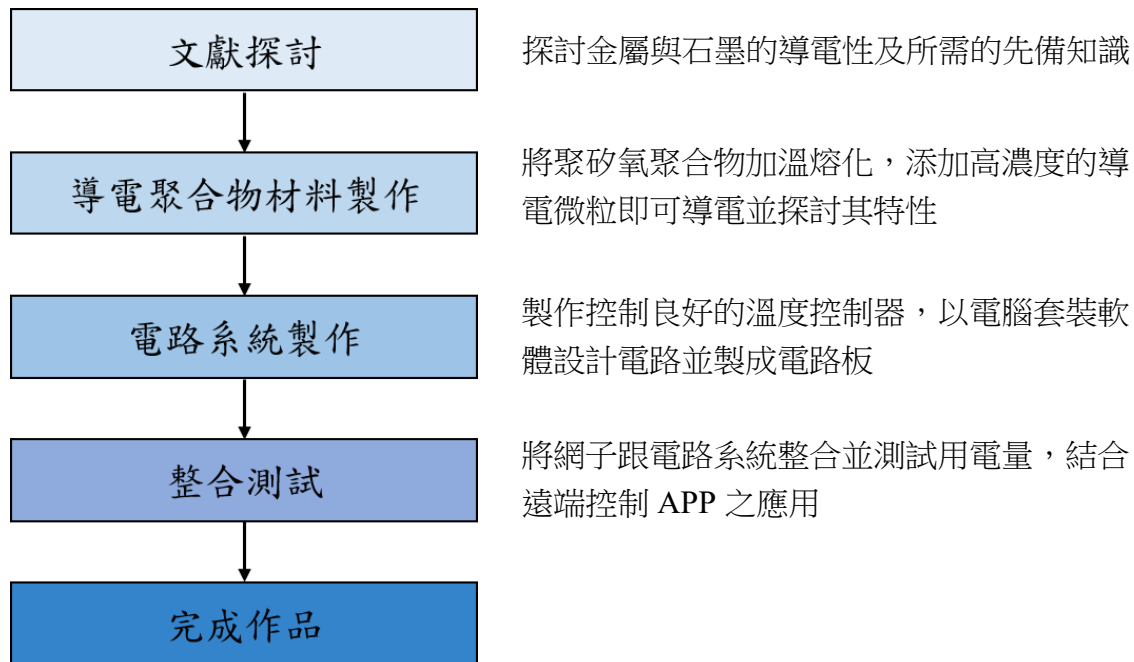 文獻探討
探討金屬與石墨的導電性及所需的先備知識
導電聚合物材料製作
將聚矽氧聚合物加溫熔化，添加高濃度的導
電微粒即可導電並探討其特性
電路系統製作
製作控制良好的溫度控制器，以電腦套裝軟
體設計電路並製成電路板
整合測試
將網子跟電路系統整合並測試用電量，結合
遠端控制 APP 之應用
完成作品